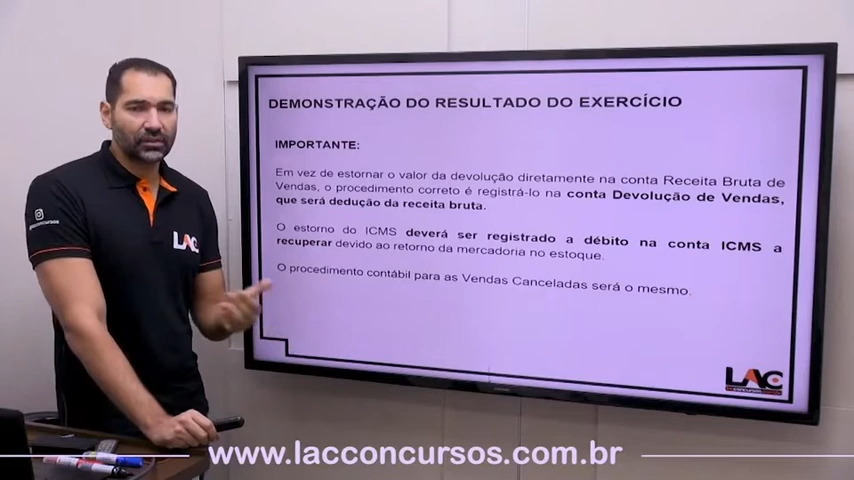 DEMONSTRAÇÃO DO RESULTADO DO EXERCÍCIO
IMPORTANTE:
Em vez de estornar o valor da devolução diretamente na conta Receita Bruta de
Vendas, o procedimento correto é registrá-lo na conta Devolução de Vendas,
que será dedução da receita bruta.
O estorno do ICMS deverá ser registrado a débito na conta ICMS a
recuperar devido ao retorno da mercadoria no estoque.
O procedimento contábil para as Vendas Canceladas será o mesmo.
LAC
LAC
CONCURSOS
www.lacconcursos.com.br